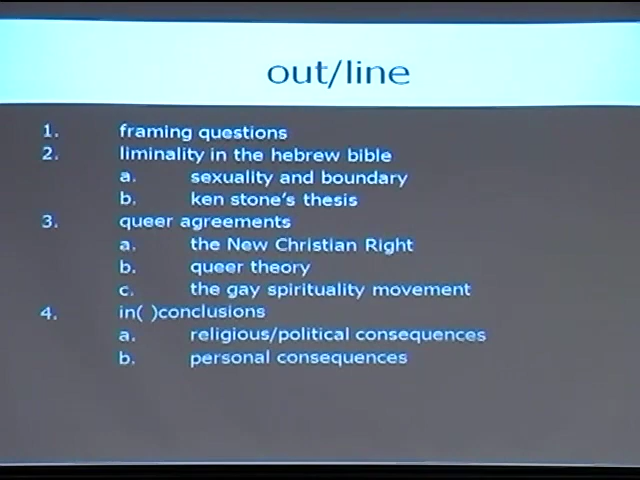 out/line
1. framing questions
2. liminality in the hebrew bible
a. sexuality and boundary
b. ken stone's thesis
3. queer agreements
a. the New Christian Right
b. queer theory
c. the gay spirituality movement
4. in( )conclusions
a. religious/political consequences
b. personal consequences